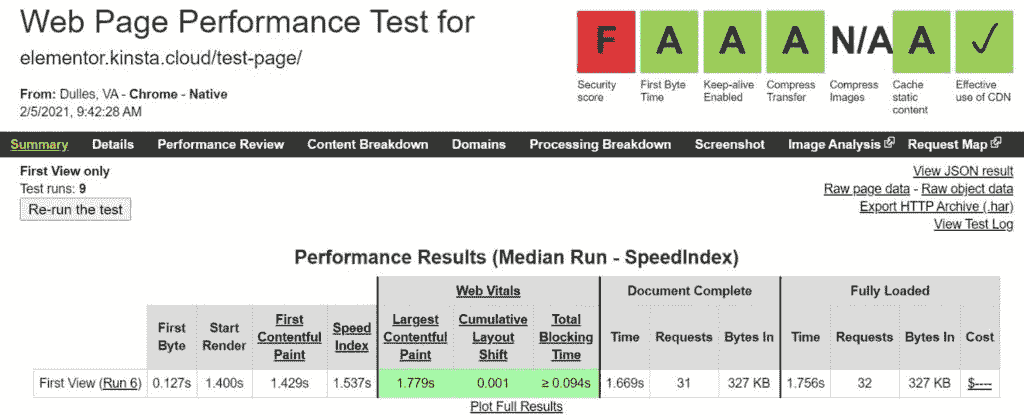 Web Page Performance Test for
elementor.kinsta.cloud/test-page/
From: Dulles, VA - Chrome - Native
2/5/2021, 9:42:28 AM
F A A A N/A A ✓
Security score
First Byte Time
Keep-alive Enabled
Compress Transfer
Compress Images
Cache static content
Effective use of CDN
Summary Details Performance Review Content Breakdown Domains Processing Breakdown Screenshot Image Analysis Request Map
First View only
Test runs: 9
Re-run the test
View JSON result
Raw page data - Raw object data
Export HTTP Archive (.har)
View Test Log
Performance Results (Median Run - SpeedIndex)
Web Vitals Document Complete Fully Loaded
First Byte Start Render First Contentful Paint Speed Index Largest Contentful Paint Cumulative Layout Shift Total Blocking Time Time Requests Bytes In Time Requests Bytes In Cost
First View (Run 6) 0.127s 1.400s 1.429s 1.537s 1.779s 0.001 ≥ 0.094s 1.669s 31 327 KB 1.756s 32 327 KB $----
Plot Full Results